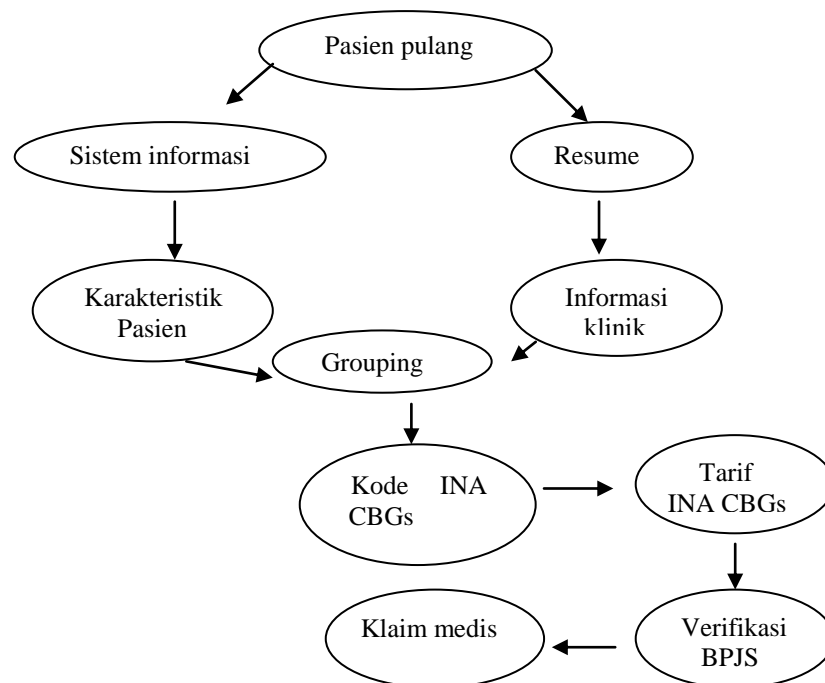 Pasien pulang
Sistem informasi
Resume
Karakteristik
Pasien
Informasi
klinik
Grouping
Kode INA
CBGs
Tarif
INA CBGs
Klaim medis
Verifikasi
BPJS